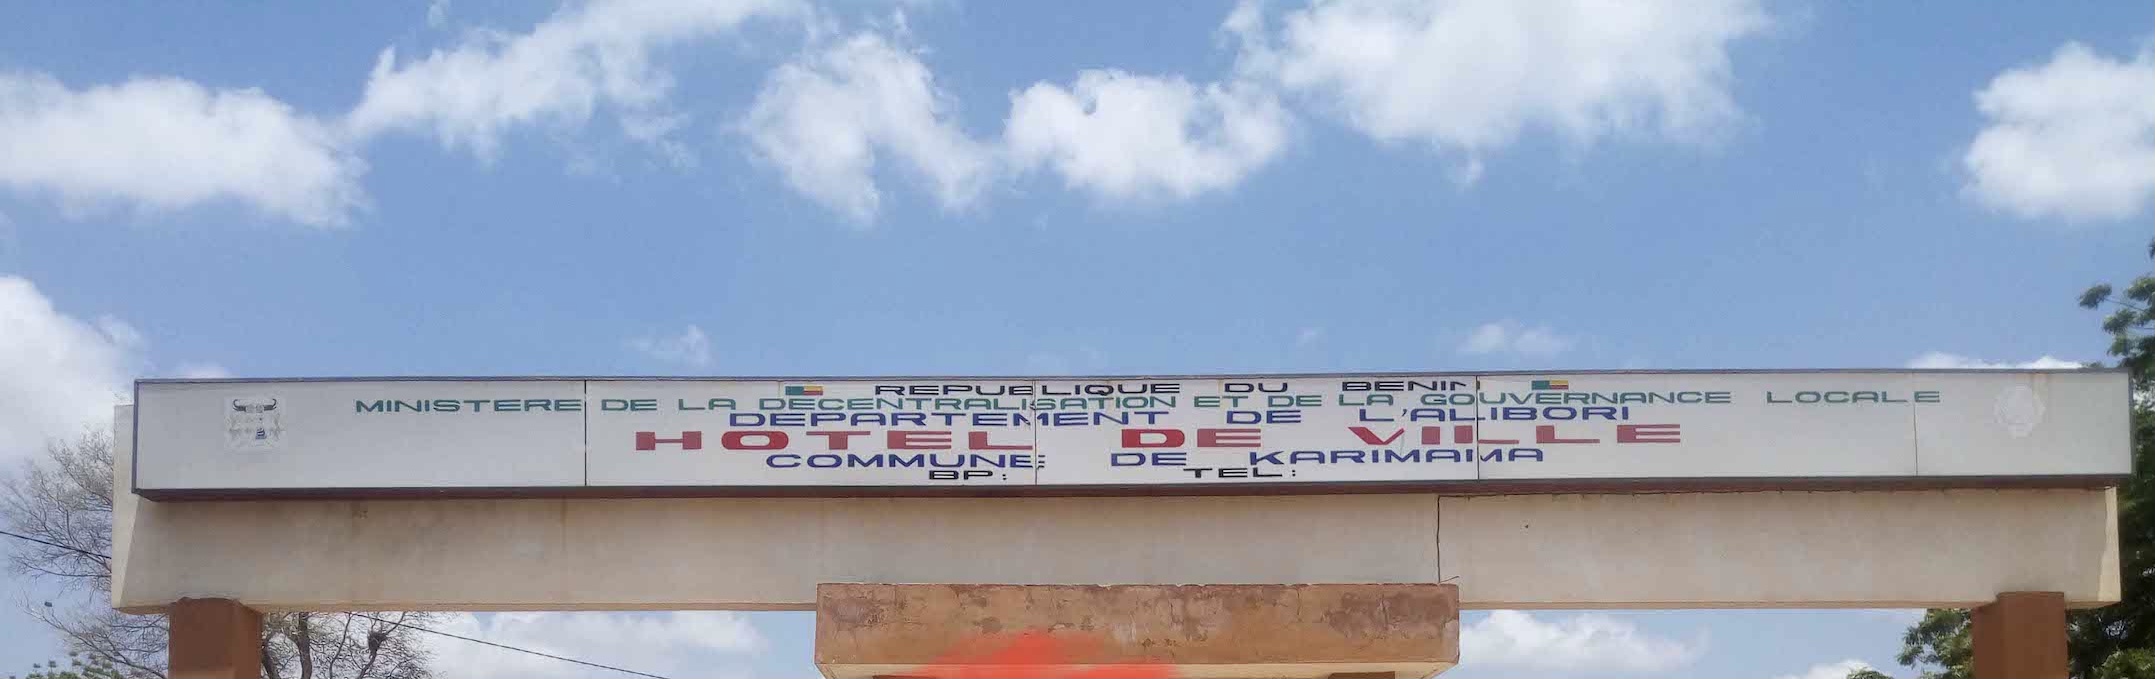 REPUBLIQUE DU BENIN
MINISTERE DE LA DECENTRALISATION ET DE LA GOUVERNANCE LOCALE
DEPARTEMENT DE L'ALIBORI
HOTEL DE VILLE
COMMUNE DE KARIMAMA
BP: TEL: